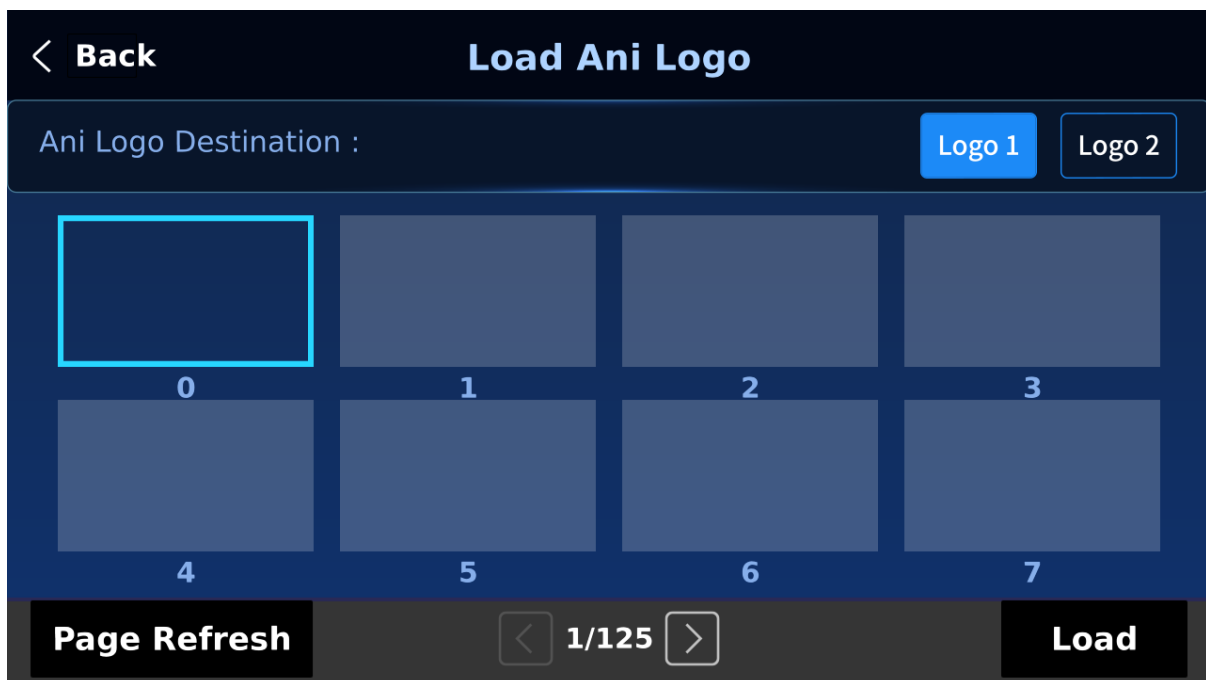 Back
Load Ani Logo
Ani Logo Destination :
Logo 1
Logo 2
0
1
2
3
4
5
6
7
Page Refresh
1/125
Load